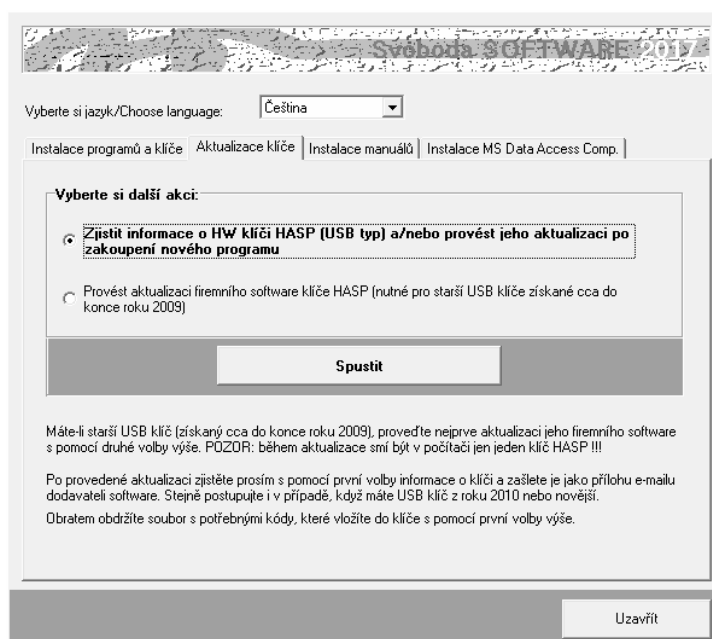 Svoboda SOFTWARE 2017
Vyberte si jazyk/Choose language: Čeština
Instalace programů a klíče Aktualizace klíče Instalace manuálů Instalace MS Data Access Comp.
Vyberte si další akci:
Zjistit informace o HW klíči HASP (USB typ) a/nebo provést jeho aktualizaci po
zakoupení nového programu
Provést aktualizaci firemního software klíče HASP (nutné pro starší USB klíče získané cca do
konce roku 2009)
Spustit
Máte-li starší USB klíč (získaný cca do konce roku 2009), proveďte nejprve aktualizaci jeho firemního software
s pomocí druhé volby výše. POZOR: během aktualizace smí být v počítači jen jeden klíč HASP !!!
Po provedené aktualizaci zjistěte prosím s pomocí první volby informace o klíči a zašlete je jako přílohu e-mailu
dodavateli software. Stejně postupujte i v případě, když máte USB klíč z roku 2010 nebo novější.
Obratem obdržíte soubor s potřebnými kódy, které vložíte do klíče s pomocí první volby výše.
Uzavřít